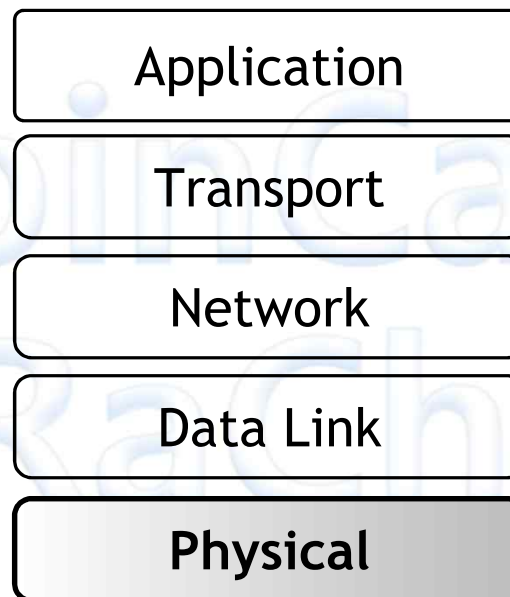 Application
Transport
Network
Data Link
Physical